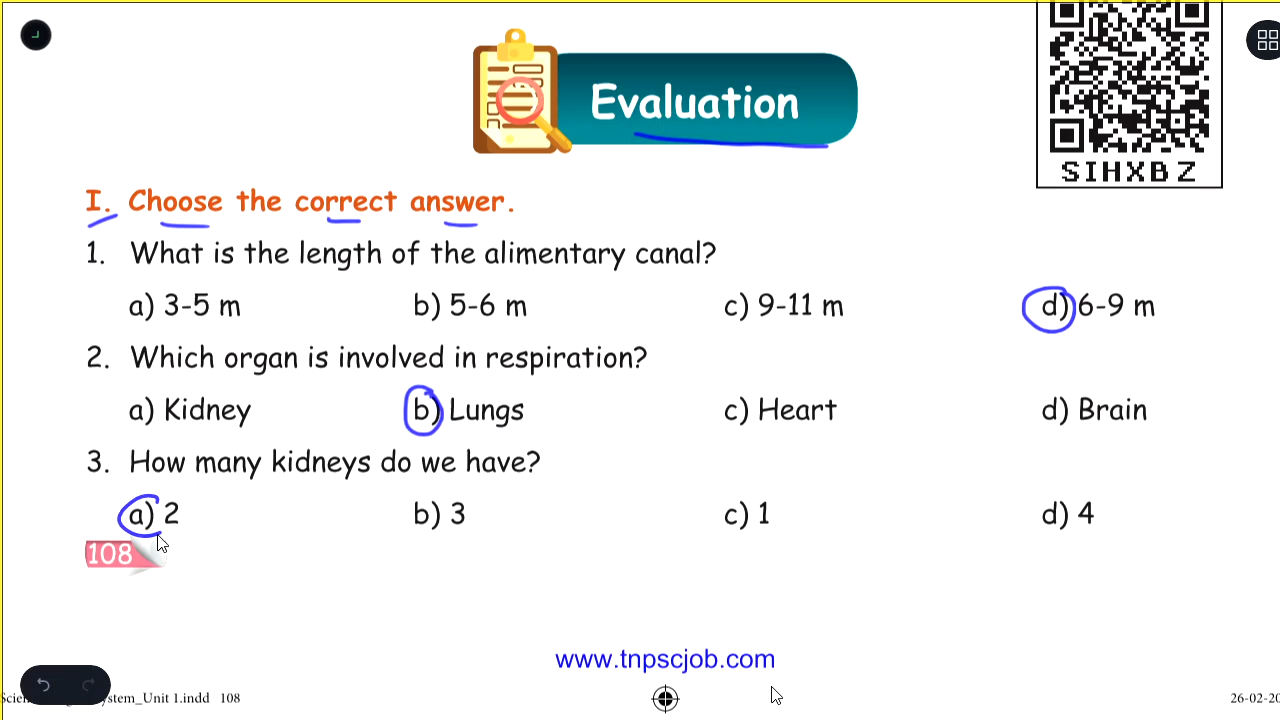 Evaluation
SIHXBZ
I. Choose the correct answer.
1. What is the length of the alimentary canal?
a) 3-5 m b) 5-6 m c) 9-11 m d) 6-9 m
2. Which organ is involved in respiration?
a) Kidney b) Lungs c) Heart d) Brain
3. How many kidneys do we have?
a) 2 b) 3 c) 1 d) 4
108
www.tnpscjob.com
ystem_Unit 1.indd 108 26-02-20